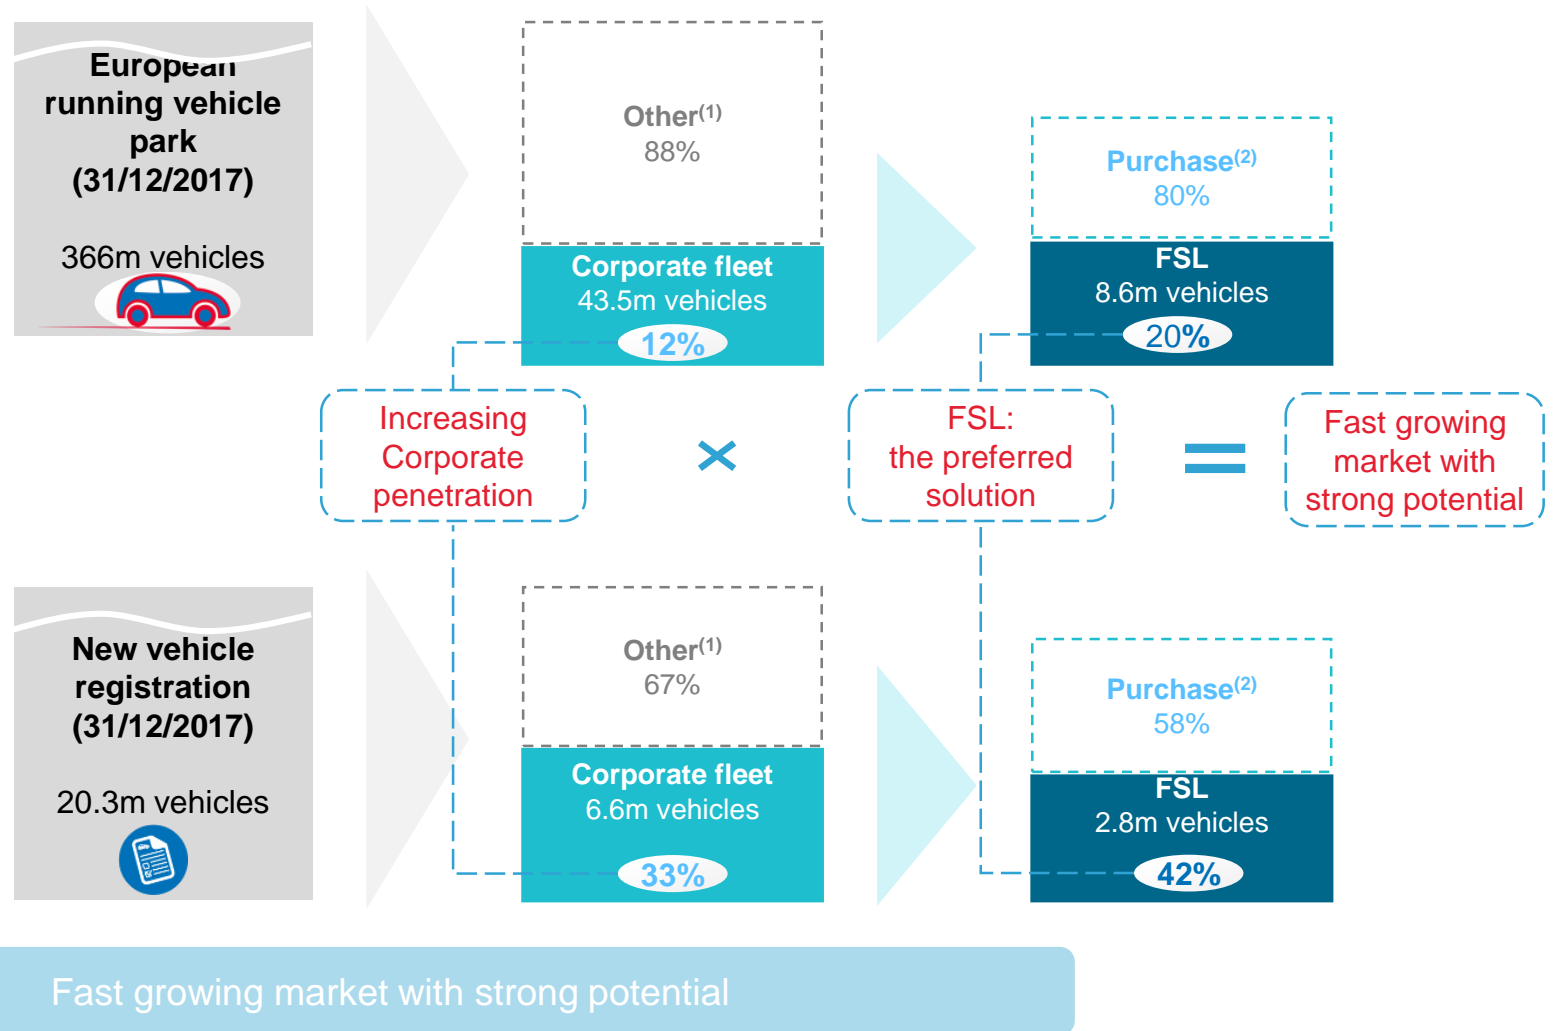 European
running vehicle
park
(31/12/2017)
366m vehicles
Other(1)
88%
Corporate fleet
43.5m vehicles
12%
Purchase(2)
80%
FSL
8.6m vehicles
20%
Increasing
Corporate
penetration
×
FSL:
the preferred
solution
=
Fast growing
market with
strong potential
New vehicle
registration
(31/12/2017)
20.3m vehicles
Other(1)
67%
Corporate fleet
6.6m vehicles
33%
Purchase(2)
58%
FSL
2.8m vehicles
42%
Fast growing market with strong potential